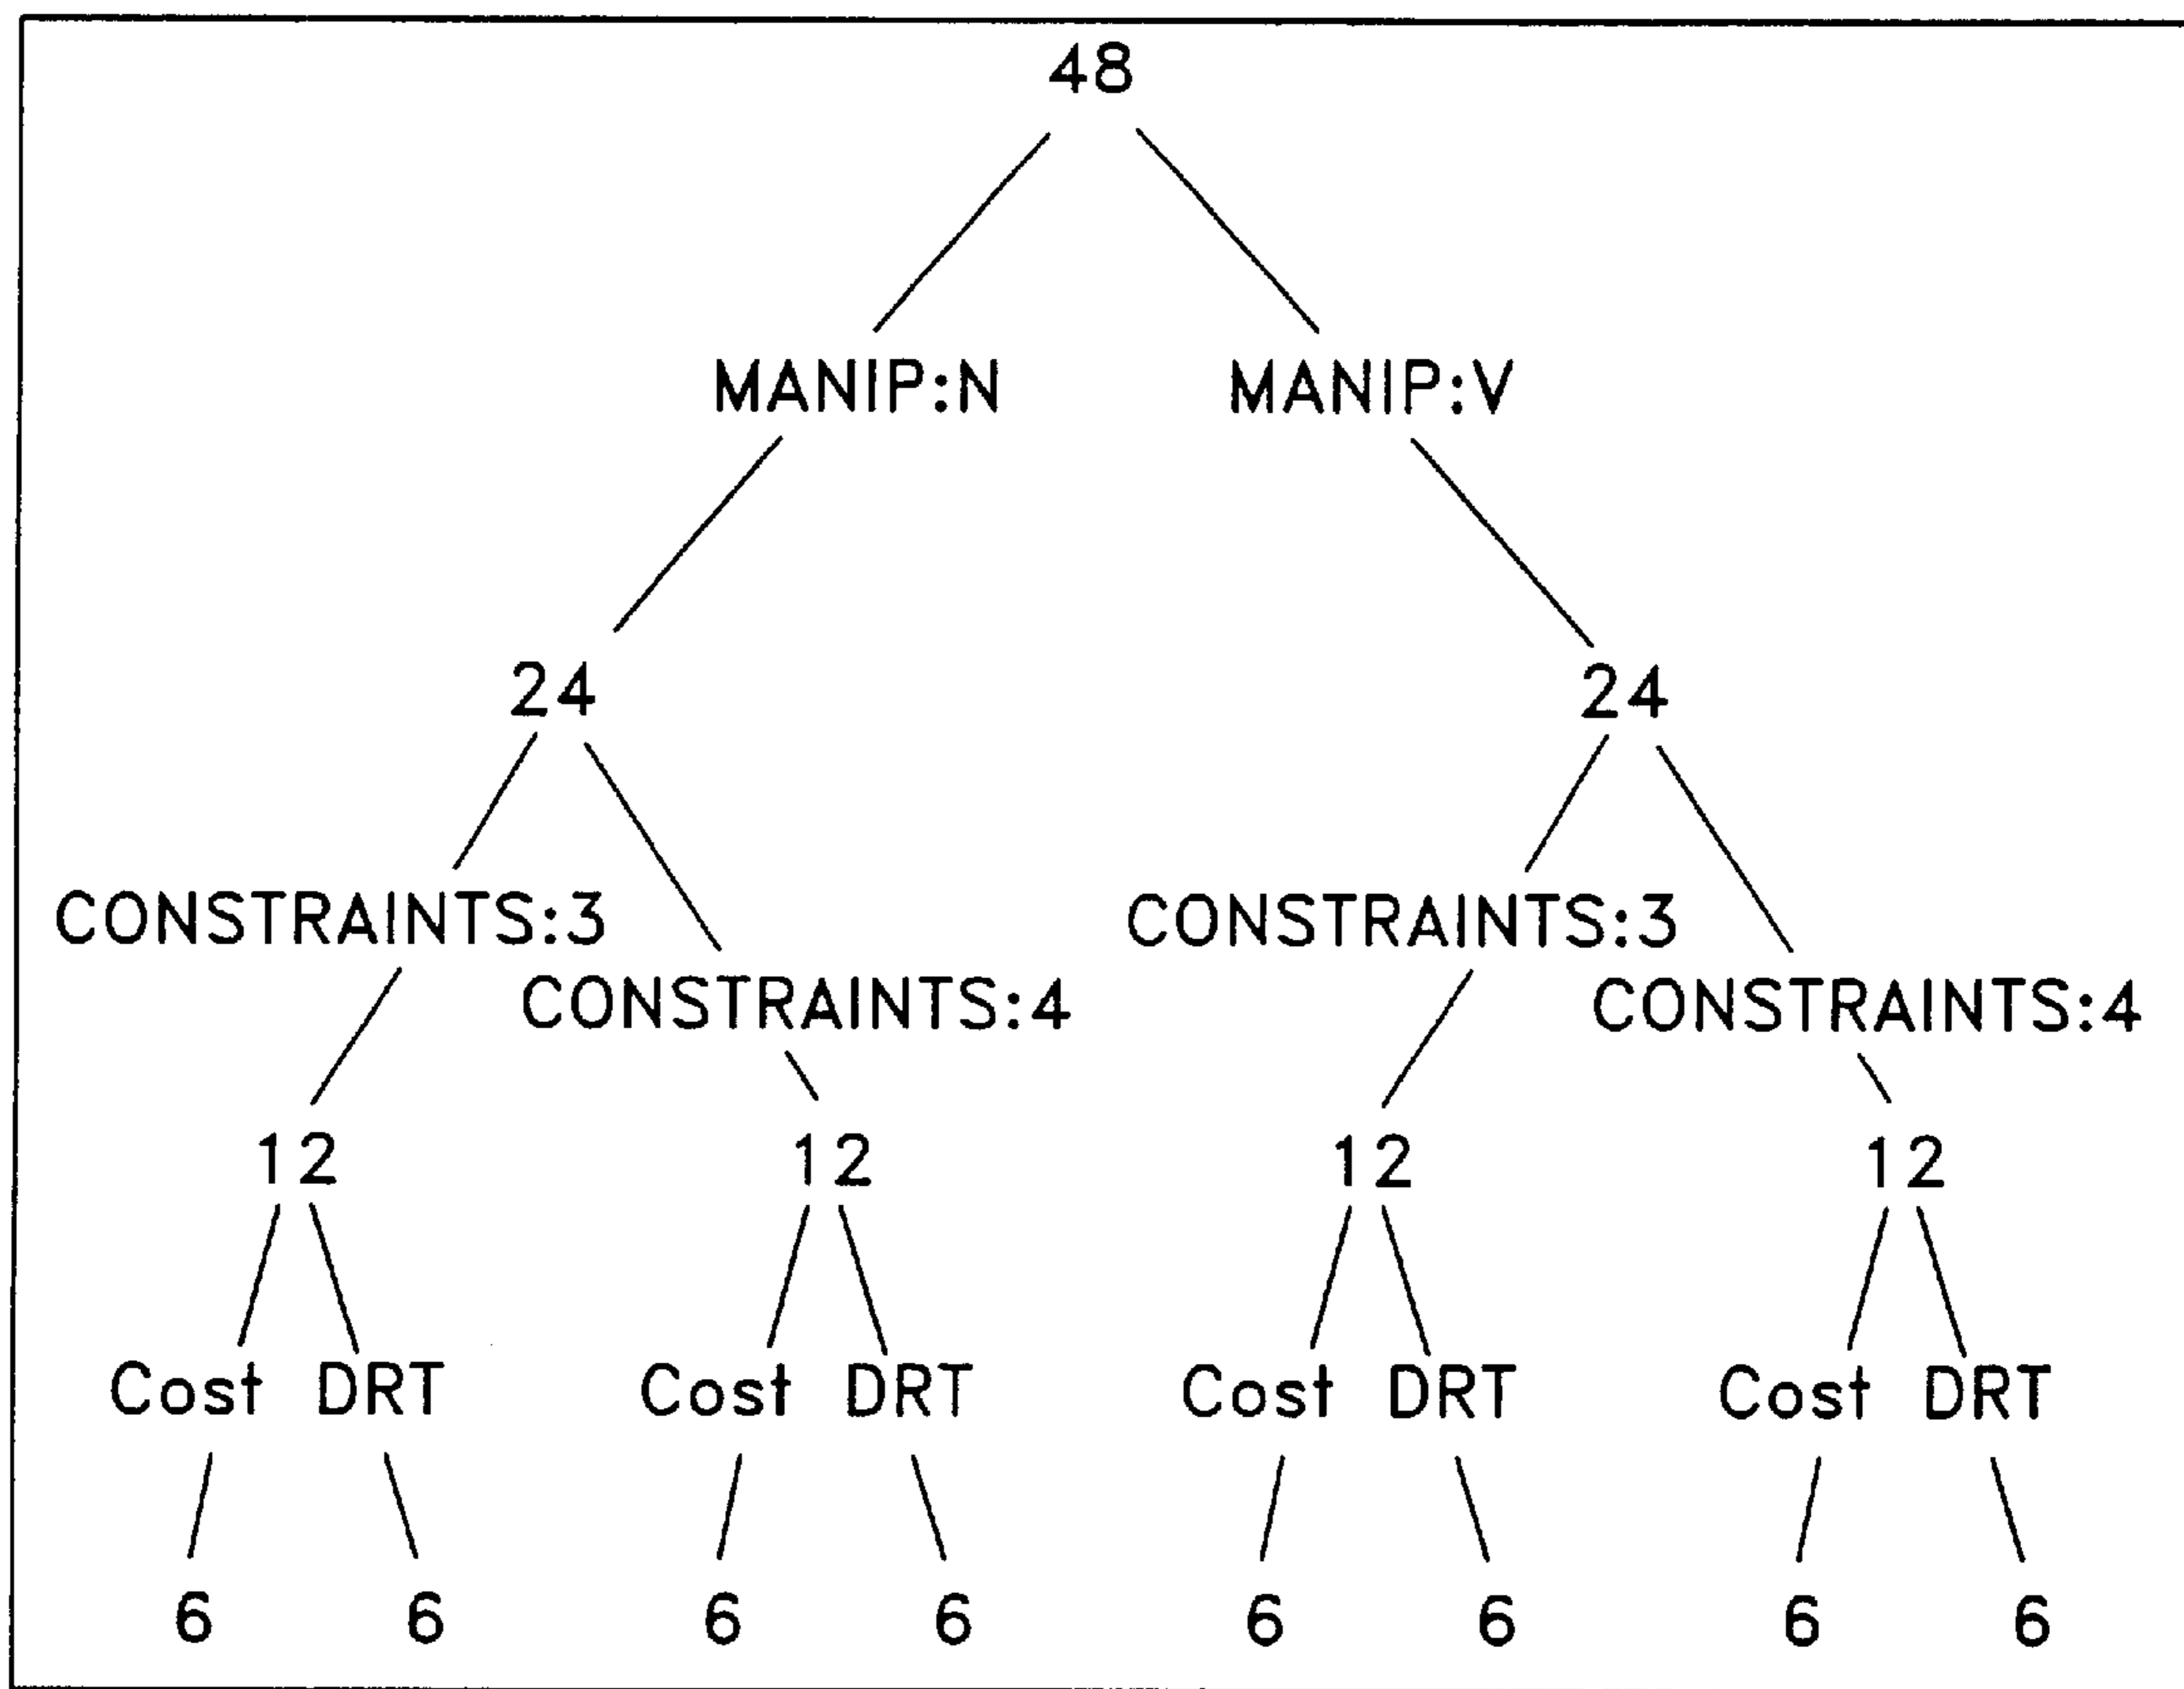 48
MANIP:N MANIP:V
24 24
CONSTRAINTS:3 CONSTRAINTS:3
CONSTRAINTS:4 CONSTRAINTS:4
12 12 12 12
Cost DRT Cost DRT Cost DRT Cost DRT
6 6 6 6 6 6 6 6